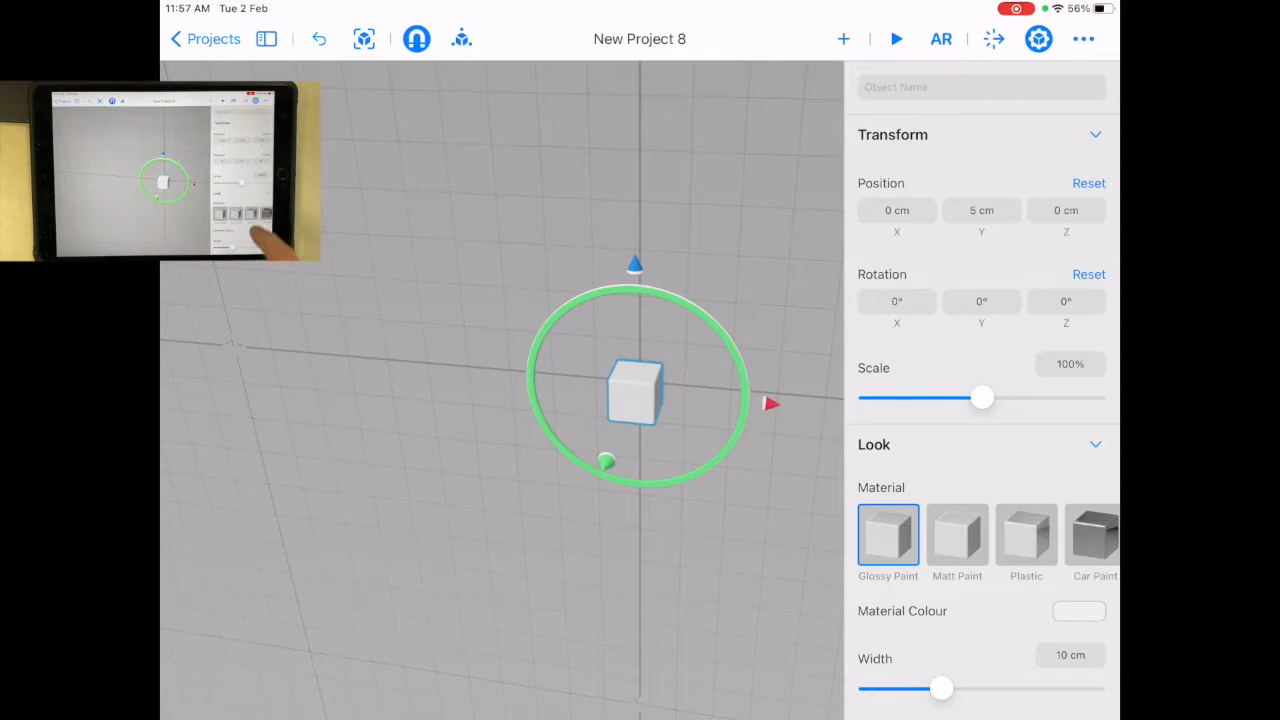 11:57 AM Tue 2 Feb 56%
Projects New Project 8 AR
Object Name
Transform
Position Reset
0 cm 5 cm 0 cm
X Y Z
Rotation Reset
0° 0° 0°
X Y Z
Scale 100%
Look
Material
Glossy Paint Matt Paint Plastic Car Paint
Material Colour
Width 10 cm